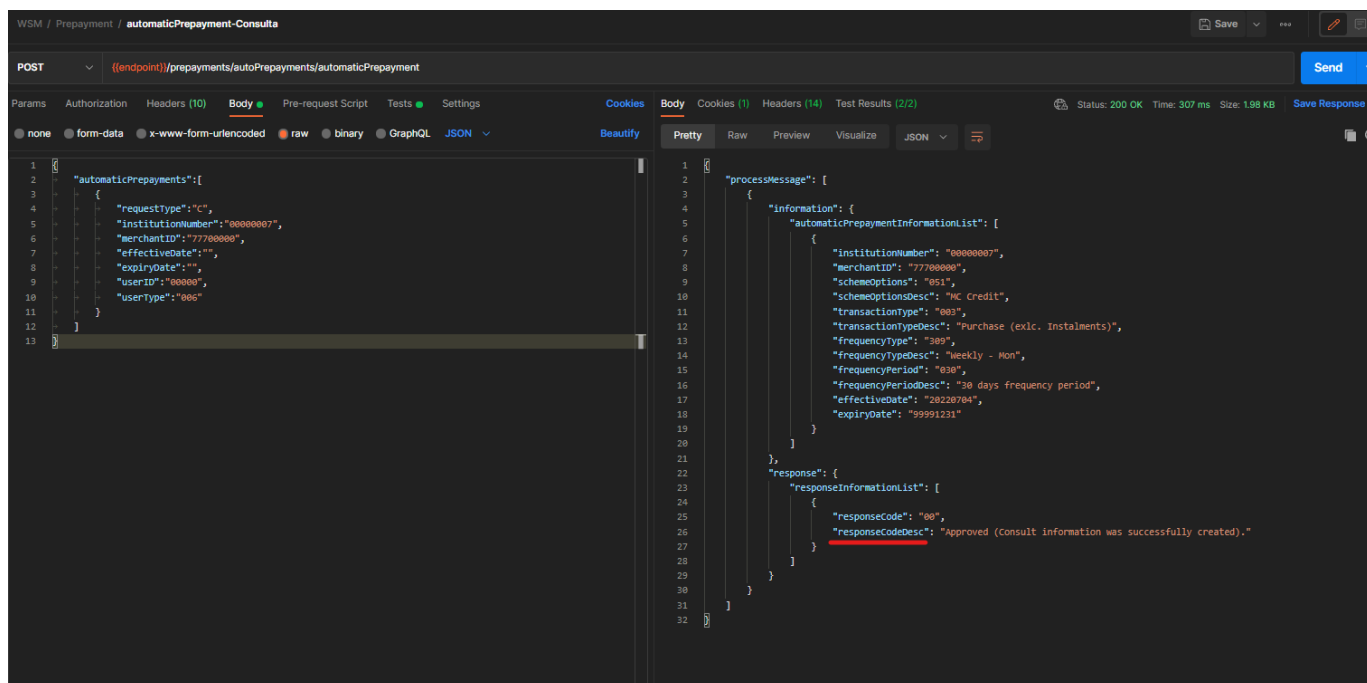 WSM / Prepayment / automaticPrepayment-Consulta
Save
POST
{{endpoint}}/prepayments/autoPrepayments/automaticPrepayment
Send
Params Authorization Headers (10) Body Pre-request Script Tests Settings Cookies
none form-data x-www-form-urlencoded raw binary GraphQL JSON Beautify
1 {
2 "automaticPrepayments":[
3 {
4 "requestType":"C",
5 "institutionNumber":"00000007",
6 "merchantID":"77700000",
7 "effectiveDate":"",
8 "expiryDate":"",
9 "userID":"00000",
10 "userType":"006"
11 }
12 ]
13 }
Body Cookies (1) Headers (14) Test Results (2/2) Status: 200 OK Time: 307 ms Size: 1.98 KB Save Response
Pretty Raw Preview Visualize JSON
1 {
2 "processMessage": [
3 {
4 "information": {
5 "automaticPrepaymentInformationList": [
6 {
7 "institutionNumber": "00000007",
8 "merchantID": "77700000",
9 "schemeOptions": "051",
10 "schemeOptionsDesc": "MC Credit",
11 "transactionType": "003",
12 "transactionTypeDesc": "Purchase (exlc. Instalments)",
13 "frequencyType": "309",
14 "frequencyTypeDesc": "Weekly - Mon",
15 "frequencyPeriod": "030",
16 "frequencyPeriodDesc": "30 days frequency period",
17 "effectiveDate": "20220704",
18 "expiryDate": "99991231"
19 }
20 ]
21 },
22 "response": {
23 "responseInformationList": [
24 {
25 "responseCode": "00",
26 "responseCodeDesc": "Approved (Consult information was successfully created)."
27 }
28 ]
29 }
30 }
31 ]
32 }